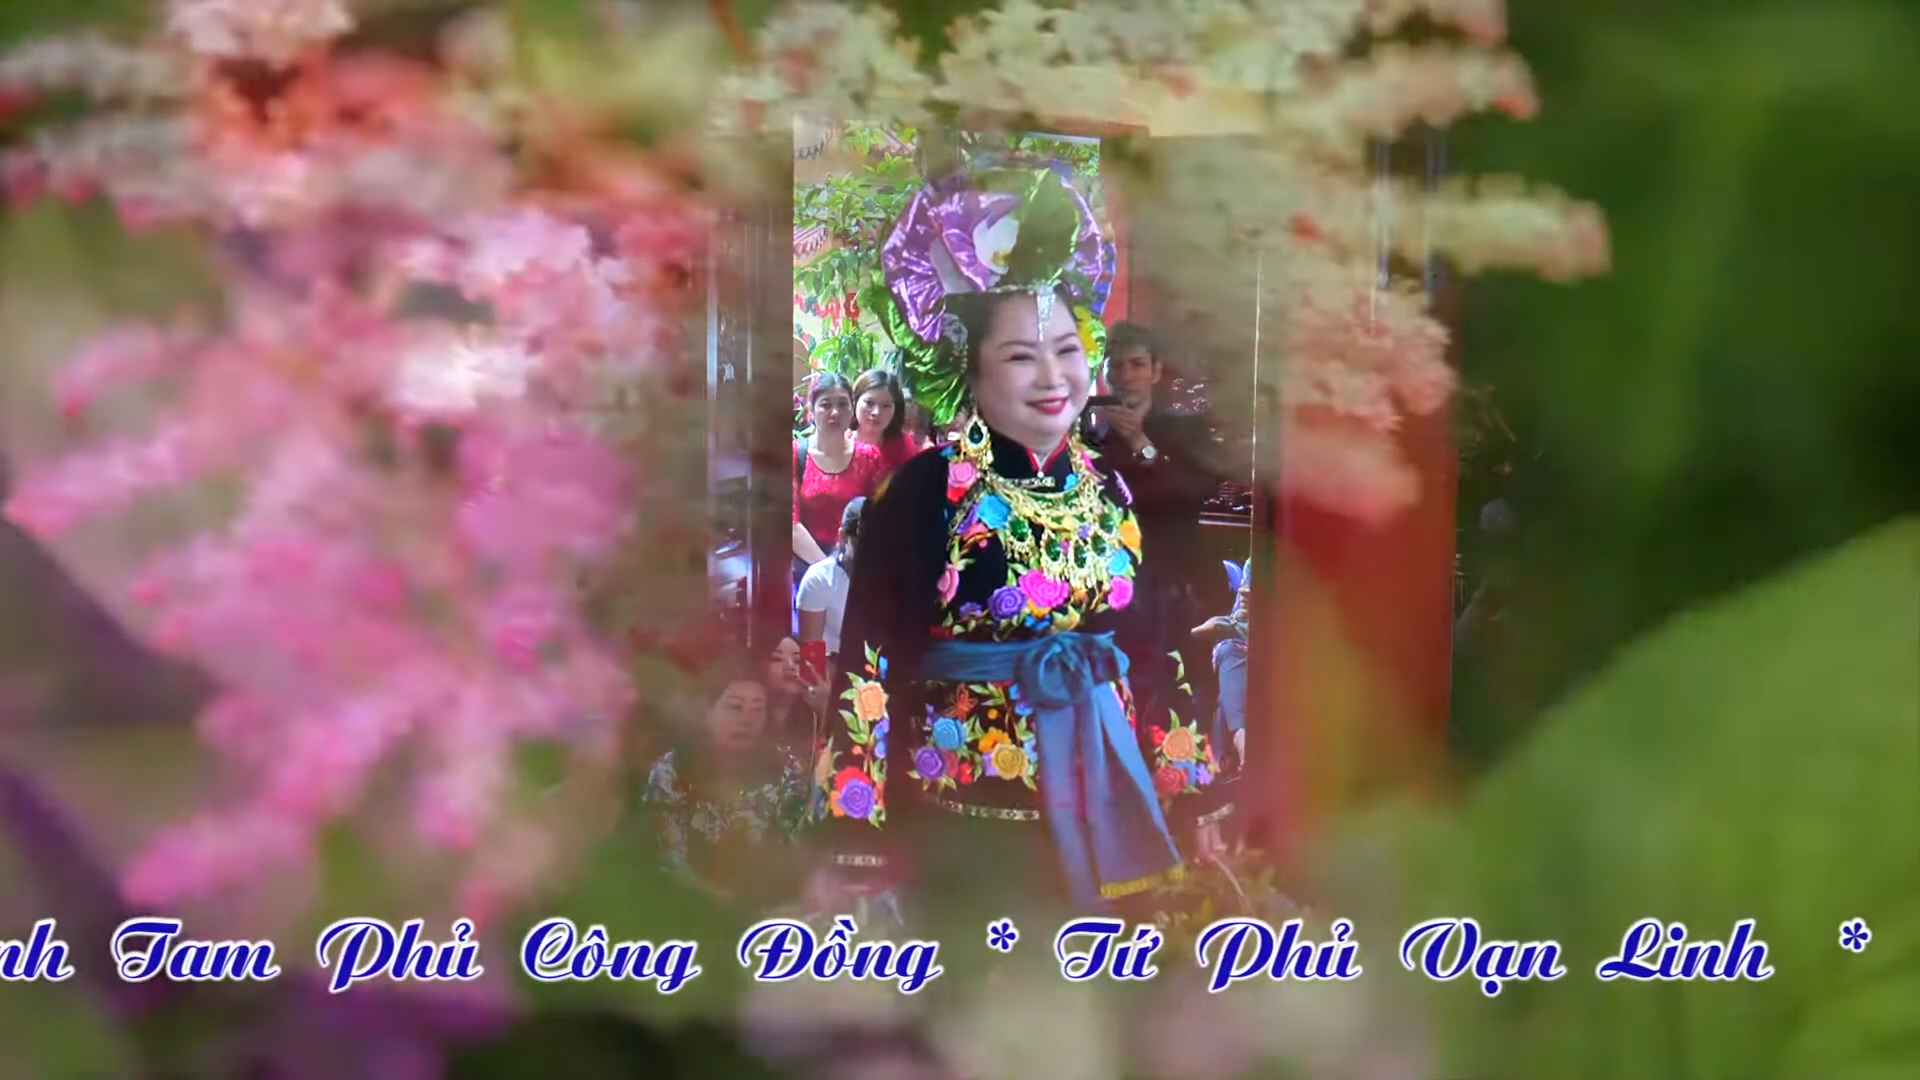 Tam Phủ Công Đồng * Tứ Phủ Vạn Linh *